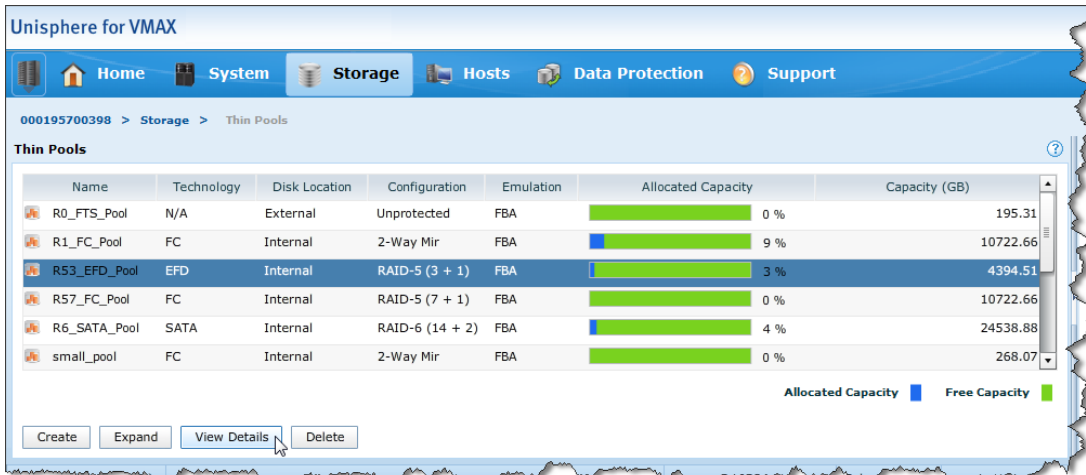 Unisphere for VMAX
Home System Storage Hosts Data Protection ? Support
000195700398 > Storage > Thin Pools
Thin Pools ?
Name Technology Disk Location Configuration Emulation Allocated Capacity Capacity (GB)
R0_FTS_Pool N/A External Unprotected FBA 0 % 195.31
R1_FC_Pool FC Internal 2-Way Mir FBA 9 % 10722.66
R53_EFD_Pool EFD Internal RAID-5 (3 + 1) FBA 3 % 4394.51
R57_FC_Pool FC Internal RAID-5 (7 + 1) FBA 0 % 10722.66
R6_SATA_Pool SATA Internal RAID-6 (14 + 2) FBA 4 % 24538.88
small_pool FC Internal 2-Way Mir FBA 0 % 268.07
Allocated Capacity Free Capacity
Create Expand View Details Delete